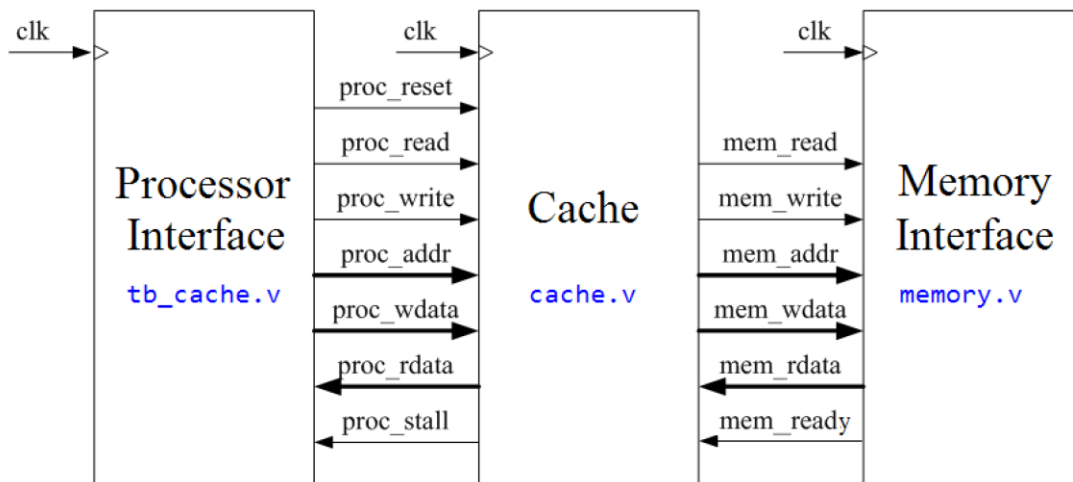 clk
clk
clk
proc_reset
proc_read
mem_read
Processor
Interface
Cache
Memory
Interface
proc_write
mem_write
proc_addr
mem_addr
tb_cache.v
cache.v
memory.v
proc_wdata
mem_wdata
proc_rdata
mem_rdata
proc_stall
mem_ready